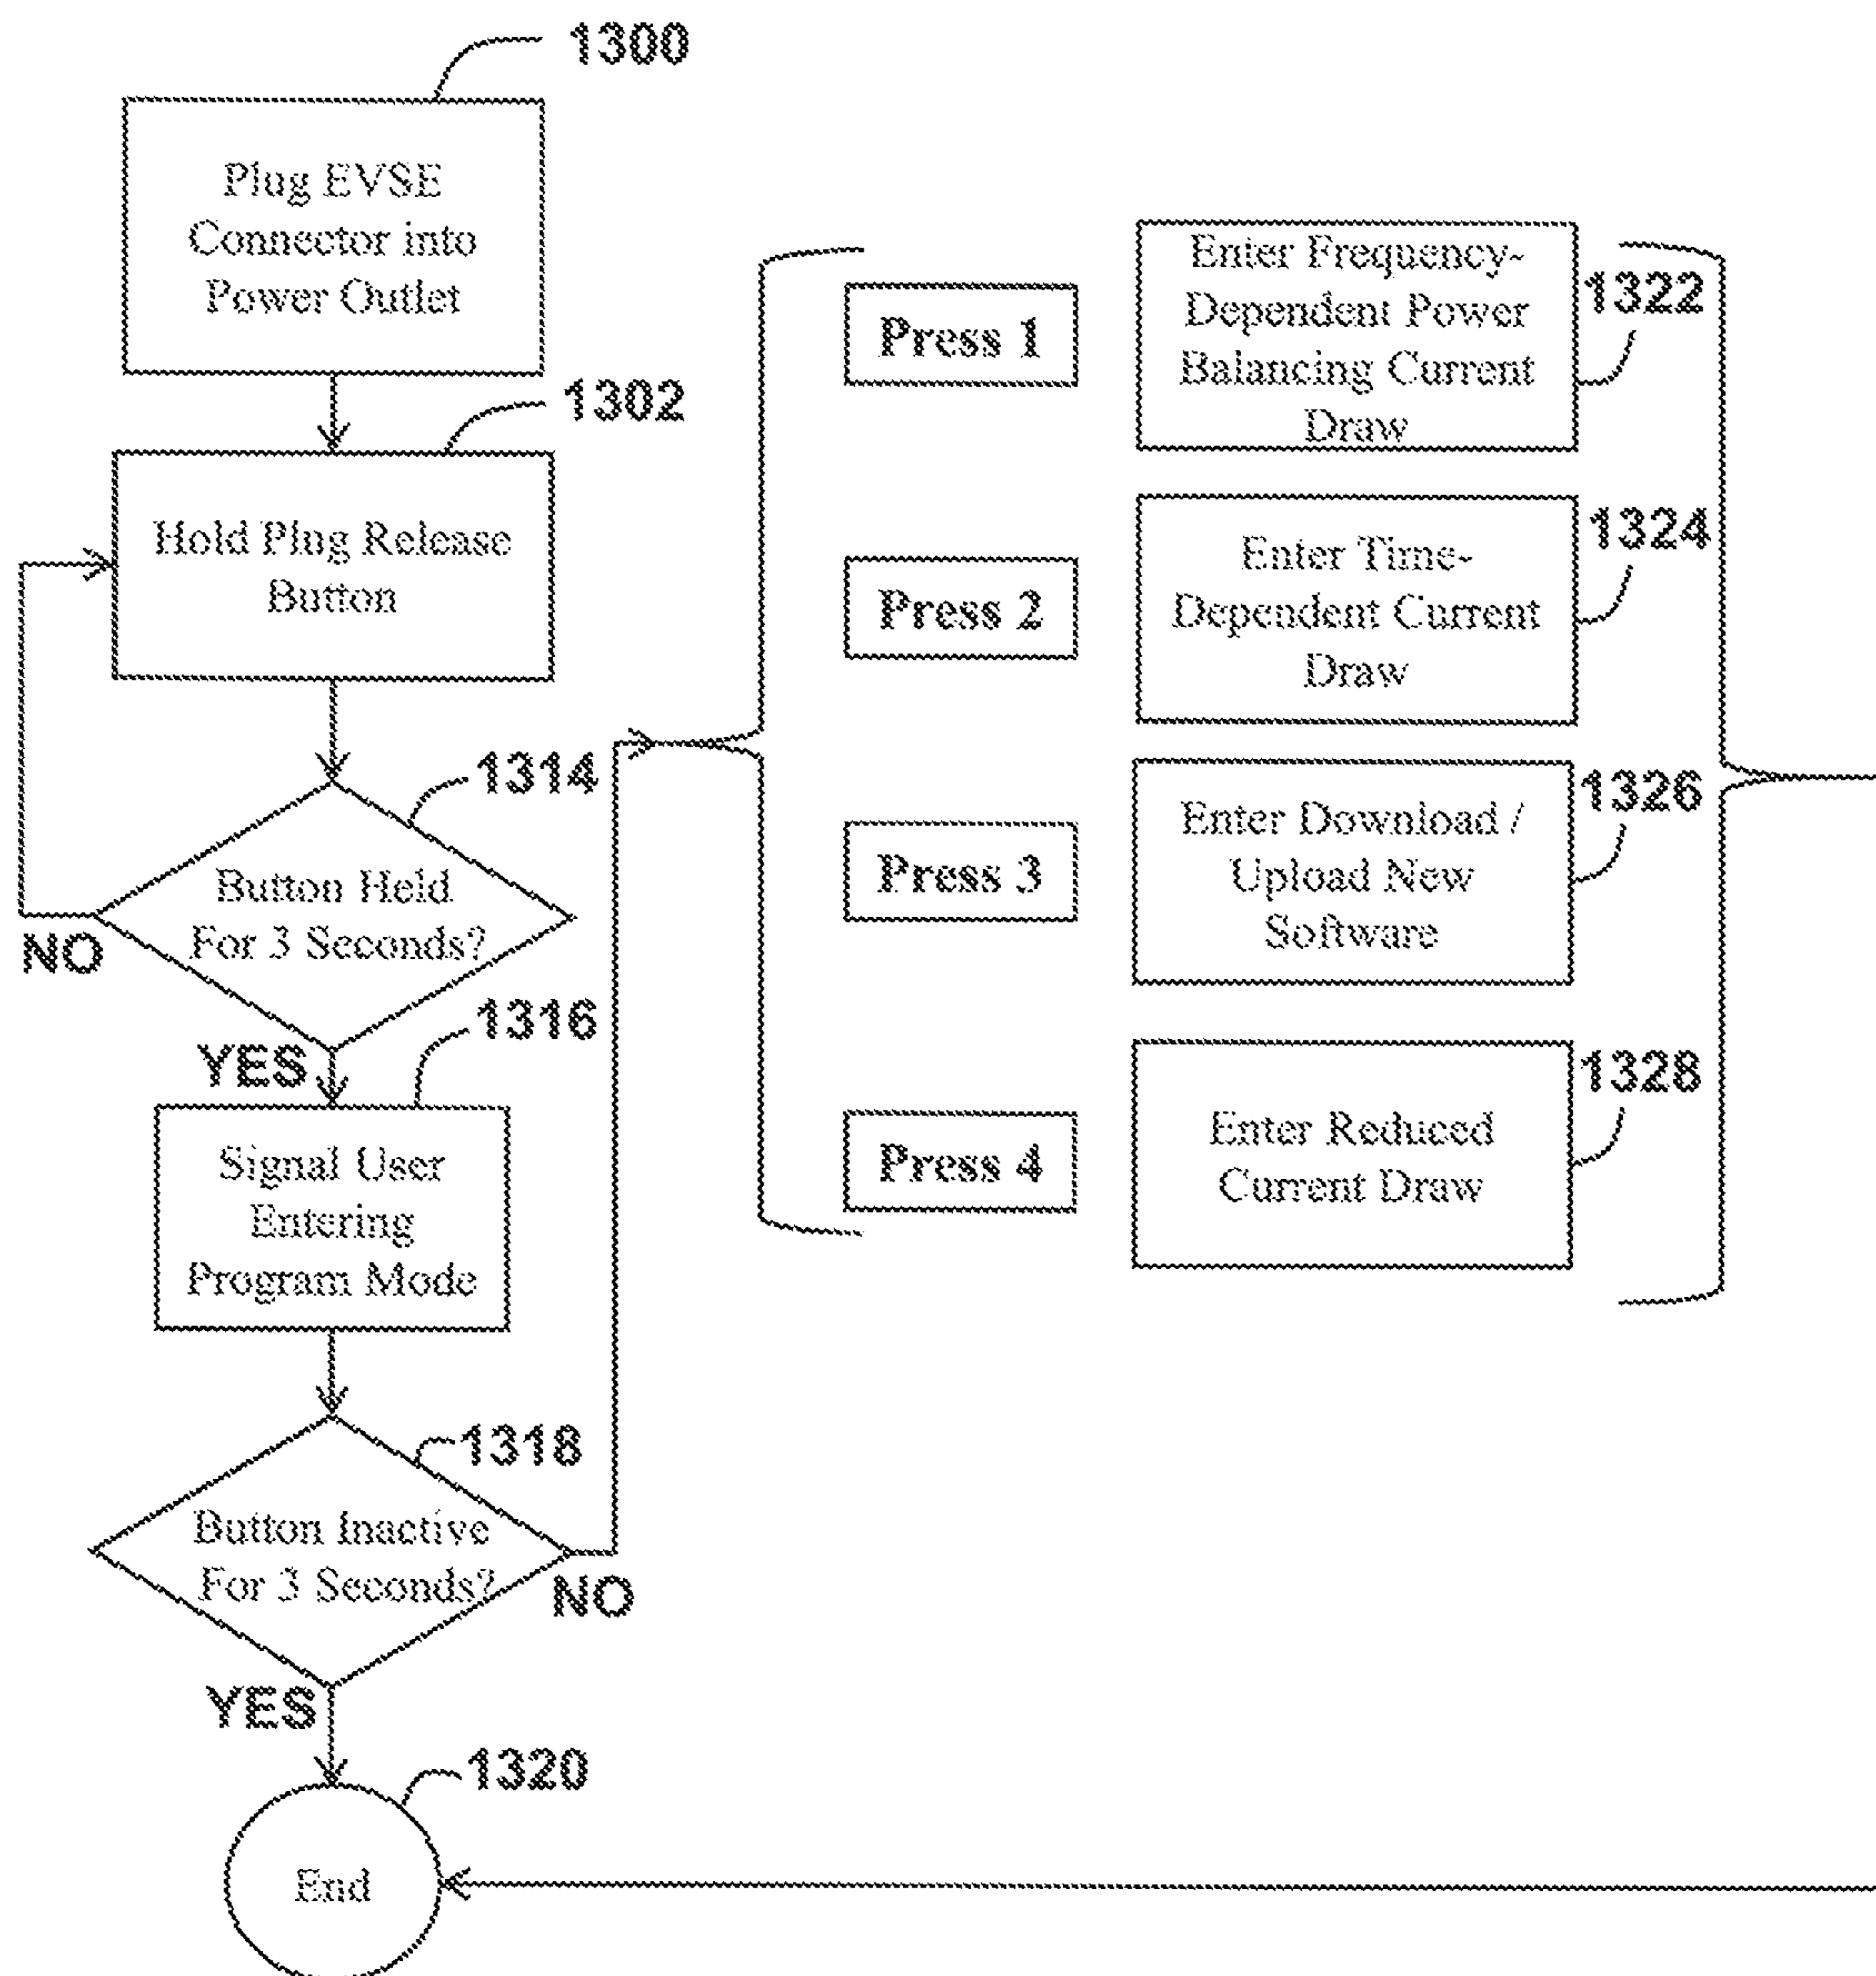 1300
Plug EVSE
Connector into
Power Outlet
1302
Hold Plug Release
Button
1314
Button Held
For 3 Seconds?
NO
YES
1316
Signal User
Entering
Program Mode
1318
Button Inactive
For 3 Seconds?
NO
YES
1320
End
Press 1
Enter Frequency-
Dependent Power
Balancing Current
Draw
1322
Press 2
Enter Time-
Dependent Current
Draw
1324
Press 3
Enter Download /
Upload New
Software
1326
Press 4
Enter Reduced
Current Draw
1328